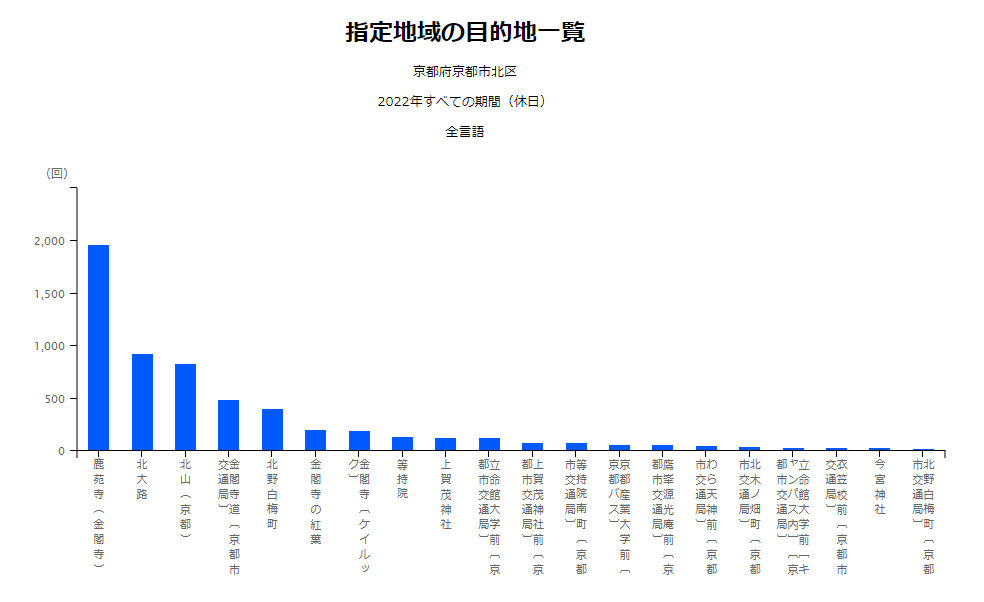 指定地域の目的地一覧
京都府京都市北区
2022年すべての期間（休日）
全言語
（回）
2,000
1,500
1,000
500
0
鹿苑寺（金閣寺）
北大路
北山（京都）
金閣寺道〔京都市
交通局〕
北野白梅町
金閣寺の紅葉
金閣寺〔ケイルッ
ク〕
等持院
上賀茂神社
立命館大学前〔京
都市交通局〕
上賀茂神社前〔京
都市交通局〕
等持院南町〔京都
市交通局〕
京都産業大学前〔
京都バス〕
鷹峯源光庵前〔京
都市交通局〕
わら天神前〔京都
市交通局〕
北木ノ畑町〔京都
市交通局〕
立命館大学前［キ
ャンパス内］〔京
都市交通局〕
衣笠校前〔京都市
交通局〕
今宮神社
北野白梅町〔京都
市交通局〕